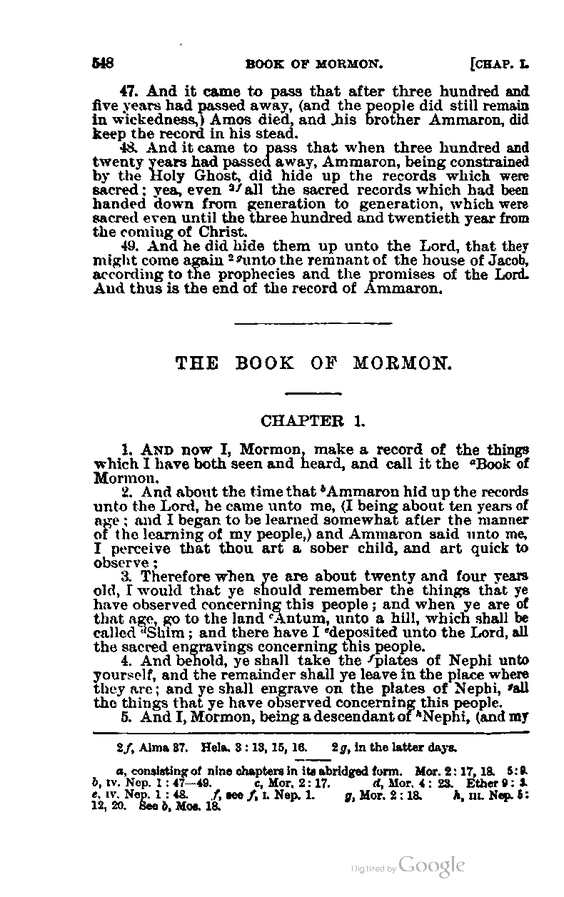 548 BOOK OF MORMON. [CHAP. I.
47. And it came to pass that after three hundred and
five years had passed away, (and the people did still remain
in wickedness,) Amos died, and his brother Ammaron, did
keep the record in his stead.
48. And it came to pass that when three hundred and
twenty years had passed away, Ammaron, being constrained
by the Holy Ghost, did hide up the records which were
sacred; yea, even 2f all the sacred records which had been
handed down from generation to generation, which were
sacred even until the three hundred and twentieth year from
the coming of Christ.
49. And he did hide them up unto the Lord, that they
might come again 2g unto the remnant of the house of Jacob,
according to the prophecies and the promises of the Lord.
And thus is the end of the record of Ammaron.
THE BOOK OF MORMON.
CHAPTER 1.
1. AND now I, Mormon, make a record of the things
which I have both seen and heard, and call it the aBook of
Mormon.
2. And about the time that bAmmaron hid up the records
unto the Lord, he came unto me, (I being about ten years of
age; and I began to be learned somewhat after the manner
of the learning of my people,) and Ammaron said unto me,
I perceive that thou art a sober child, and art quick to
observe;
3. Therefore when ye are about twenty and four years
old, I would that ye should remember the things that ye
have observed concerning this people; and when ye are of
that age, go to the land cAntum, unto a hill, which shall be
called dShim; and there have I edeposited unto the Lord, all
the sacred engravings concerning this people.
4. And behold, ye shall take the fplates of Nephi unto
yourself, and the remainder shall ye leave in the place where
they are; and ye shall engrave on the plates of Nephi, gall
the things that ye have observed concerning this people.
5. And I, Mormon, being a descendant of hNephi, (and my
2f, Alma 37. Hela. 3:13, 15, 16. 2g, in the latter days.
a, consisting of nine chapters in its abridged form. Mor. 2:17, 18. 5:9.
b, IV. Nep. 1:47—49. c, Mor. 2:17. d, Mor. 4:23. Ether 9:3.
e, IV. Nep. 1:48. f, see f, I. Nep. 1. g, Mor. 2:18. h, III. Nep. 5:
12, 20. See b, Mos. 18.
Digitized by Google